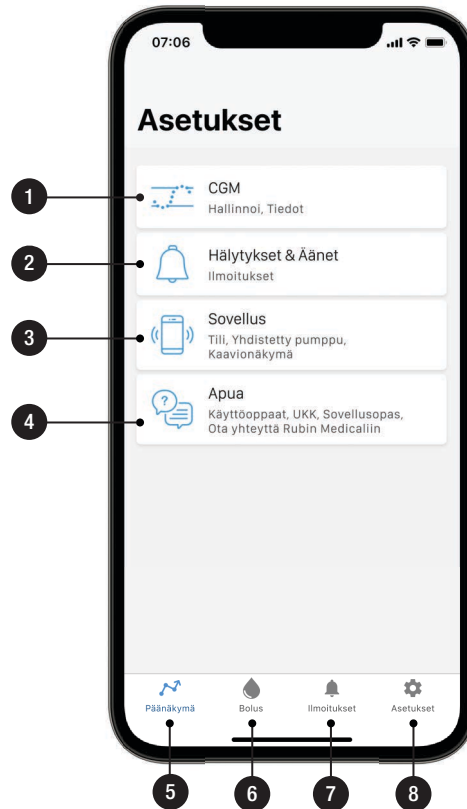 07:06
Asetukset
1
CGM
Hallinnoi, Tiedot
2
Hälytykset & Äänet
Ilmoitukset
3
Sovellus
Tili, Yhdistetty pumppu,
Kaavionäkymä
4
Apua
?
Käyttöoppaat, UKK, Sovellusopas,
Ota yhteyttä Rubin Medicaliin
Päänäkymä Bolus Ilmoitukset Asetukset
5 6 7 8